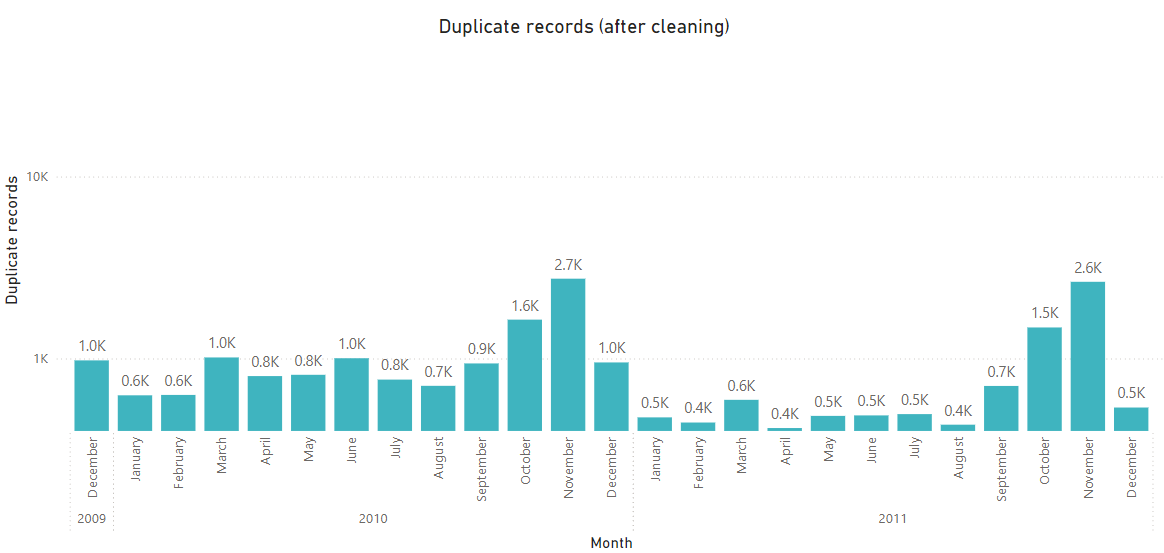 Duplicate records (after cleaning)
Duplicate records
10K
1K
1.0K
0.6K
0.6K
1.0K
0.8K
0.8K
1.0K
0.8K
0.7K
0.9K
1.6K
2.7K
1.0K
0.5K
0.4K
0.6K
0.4K
0.5K
0.5K
0.5K
0.4K
0.7K
1.5K
2.6K
0.5K
December
January
February
March
April
May
June
July
August
September
October
November
December
January
February
March
April
May
June
July
August
September
October
November
December
2009
2010
2011
Month